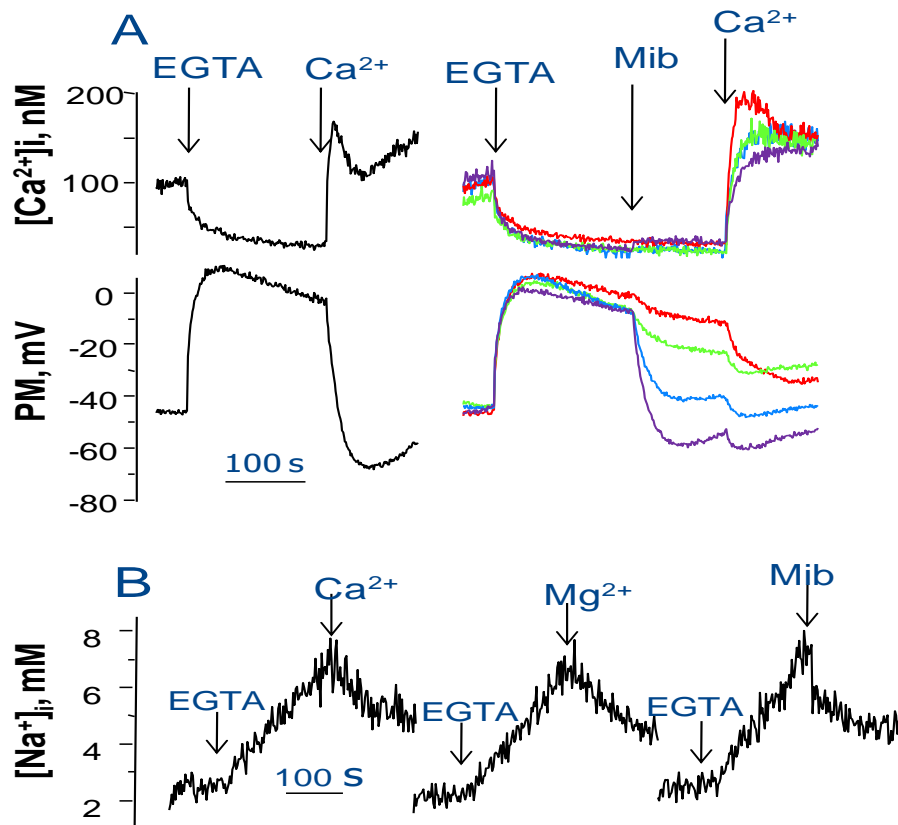 A
EGTA Ca²⁺ EGTA Mib Ca²⁺
[Ca²⁺]i, nM
200
100
PM, mV
0
-20
-40
-60
-80
100 s
B
Ca²⁺ Mg²⁺ Mib
EGTA EGTA EGTA
[Na⁺]i, mM
8
6
4
2
100 s